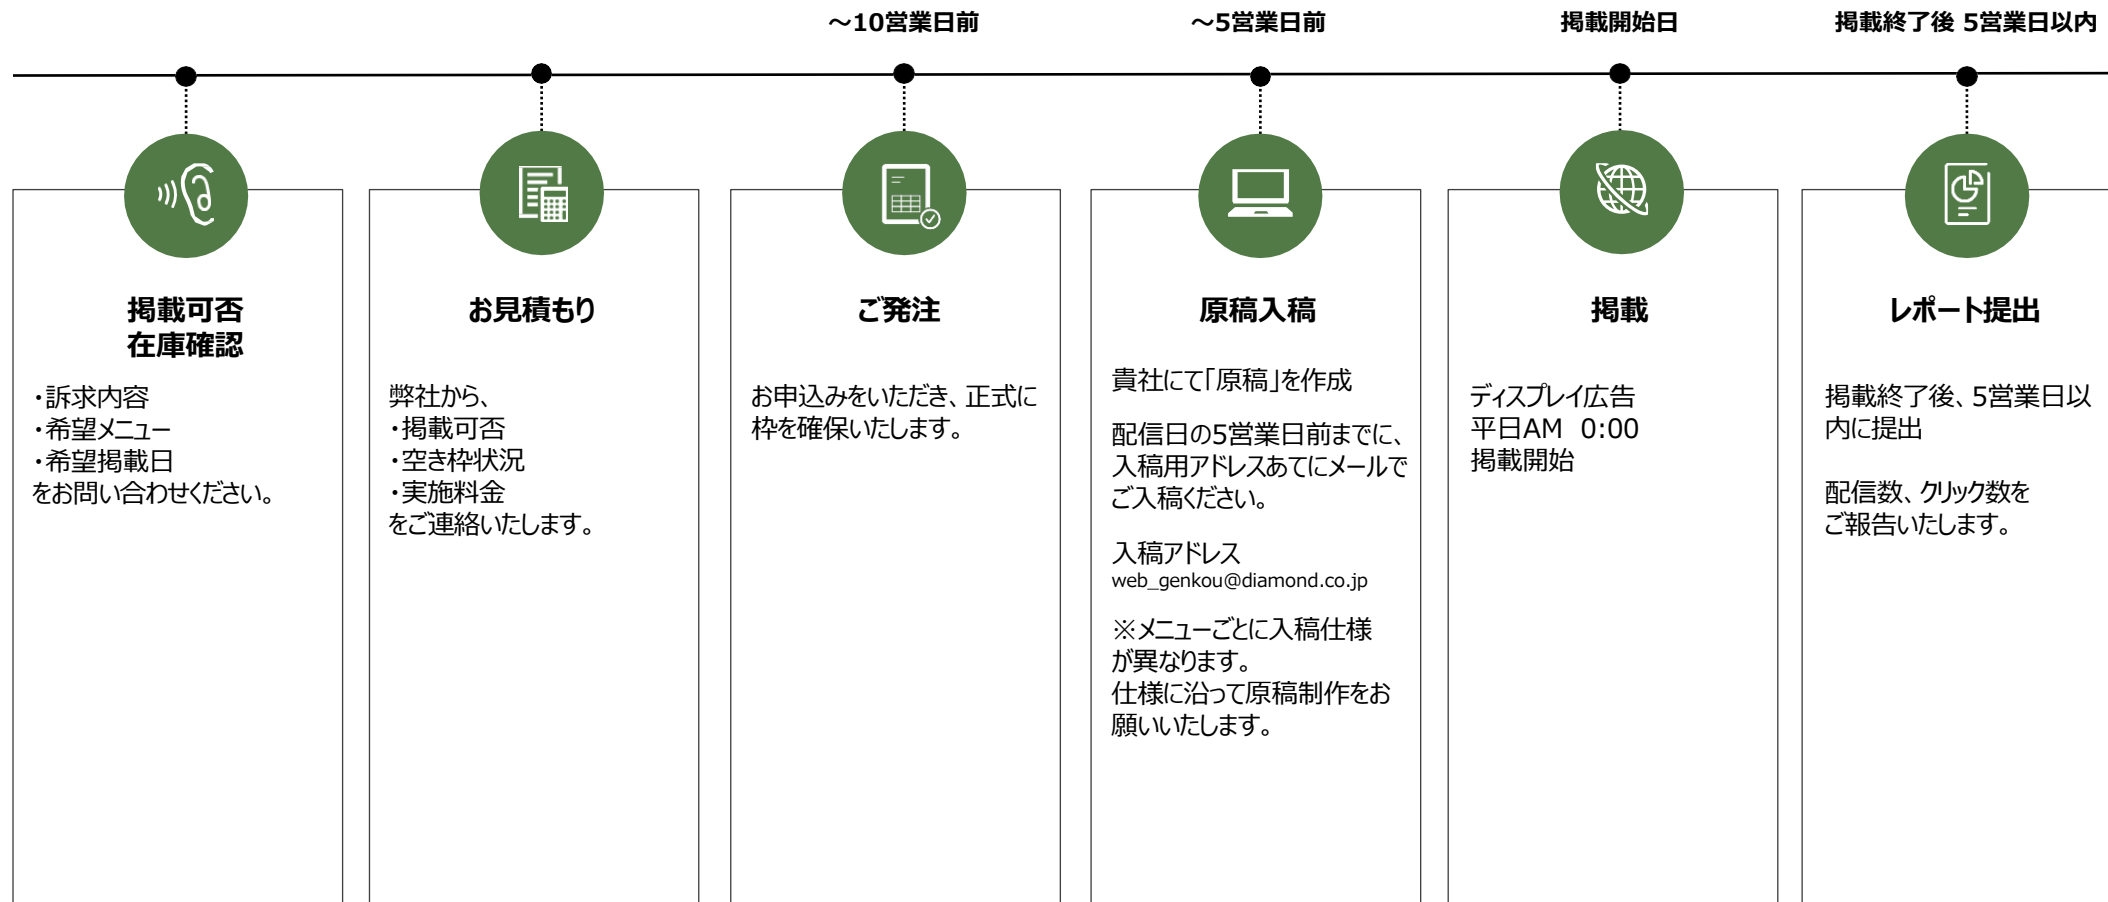 ～10営業日前
～5営業日前
掲載開始日
掲載終了後 5営業日以内
掲載可否
在庫確認
・訴求内容
・希望メニュー
・希望掲載日
をお問い合わせください。
お見積もり
弊社から、
・掲載可否
・空き枠状況
・実施料金
をご連絡いたします。
ご発注
お申込みをいただき、正式に
枠を確保いたします。
原稿入稿
貴社にて「原稿」を作成
配信日の5営業日前までに、
入稿用アドレスあてにメールで
ご入稿ください。
入稿アドレス
web_genkou@diamond.co.jp
※メニューごとに入稿仕様
が異なります。
仕様に沿って原稿制作をお
願いいたします。
掲載
ディスプレイ広告
平日AM 0:00
掲載開始
レポート提出
掲載終了後、5営業日以
内に提出
配信数、クリック数を
ご報告いたします。